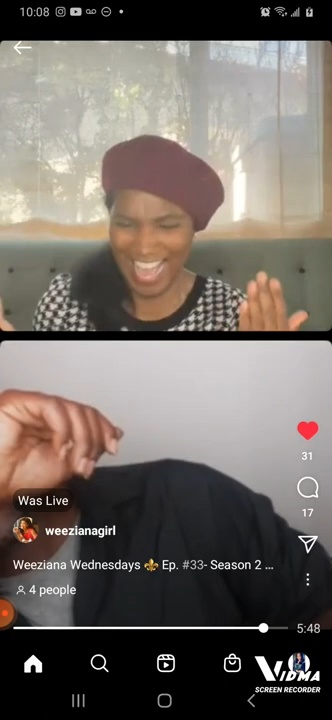 10:08
31
17
Was Live
weezianagirl
Weeziana Wednesdays ⚜ Ep. #33- Season 2 ...
4 people
5:48
VIDMA
SCREEN RECORDER